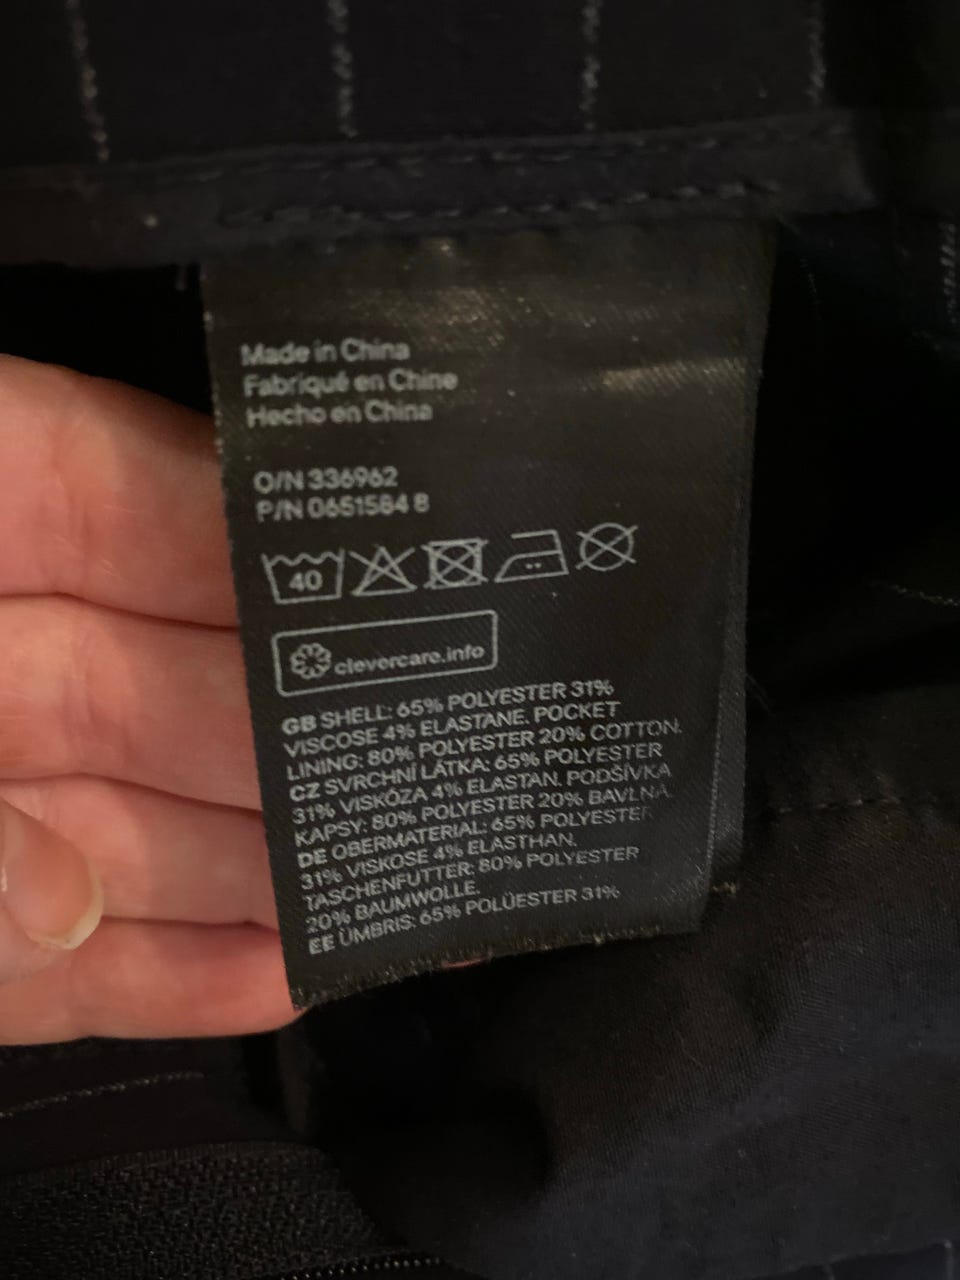 Made in China
Fabriqué en Chine
Hecho en China
O/N 336962
P/N 0651584 8
40
clevercare.info
GB SHELL: 65% POLYESTER 31%
VISCOSE 4% ELASTANE. POCKET
LINING: 80% POLYESTER 20% COTTON.
CZ SVRCHNÍ LÁTKA: 65% POLYESTER
31% VISKÓZA 4% ELASTAN. PODŠÍVKA
KAPSY: 80% POLYESTER 20% BAVLNA.
DE OBERMATERIAL: 65% POLYESTER
31% VISKOSE 4% ELASTHAN.
TASCHENFUTTER: 80% POLYESTER
20% BAUMWOLLE.
EE ÜMBRIS: 65% POLÜESTER 31%